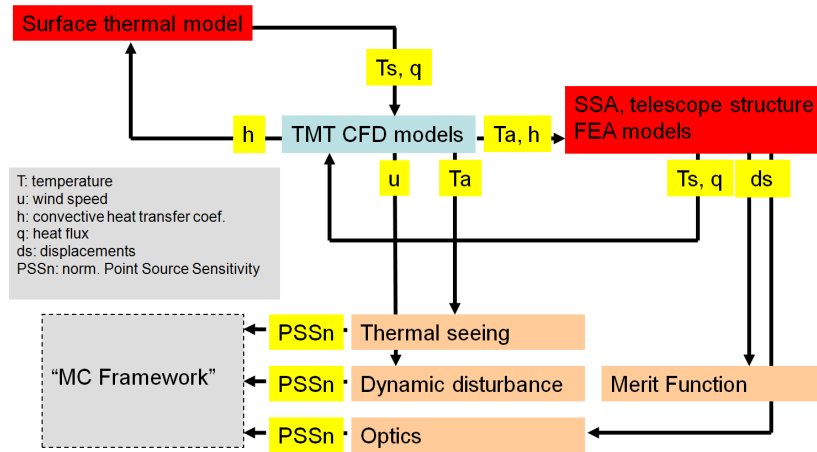 Surface thermal model
Ts, q
SSA, telescope structure
FEA models
h
TMT CFD models
Ta, h
u
Ta
Ts, q
ds
T: temperature
u: wind speed
h: convective heat transfer coef.
q: heat flux
ds: displacements
PSSn: norm. Point Source Sensitivity
“MC Framework”
PSSn
Thermal seeing
PSSn
Dynamic disturbance
Merit Function
PSSn
Optics